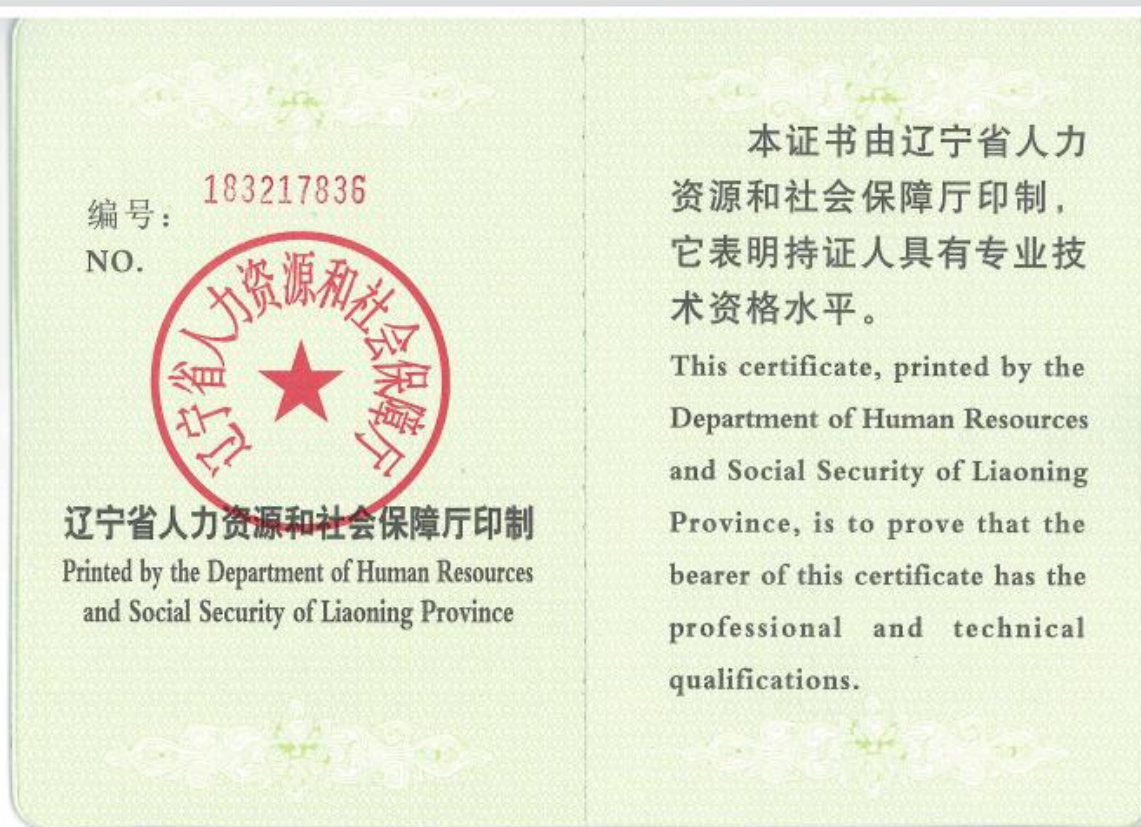 183217836
编号：
NO.
辽宁省人力资源和社会保障厅
辽宁省人力资源和社会保障厅印制
Printed by the Department of Human Resources
and Social Security of Liaoning Province
本证书由辽宁省人力
资源和社会保障厅印制，
它表明持证人具有专业技
术资格水平。
This certificate, printed by the
Department of Human Resources
and Social Security of Liaoning
Province, is to prove that the
bearer of this certificate has the
professional and technical
qualifications.